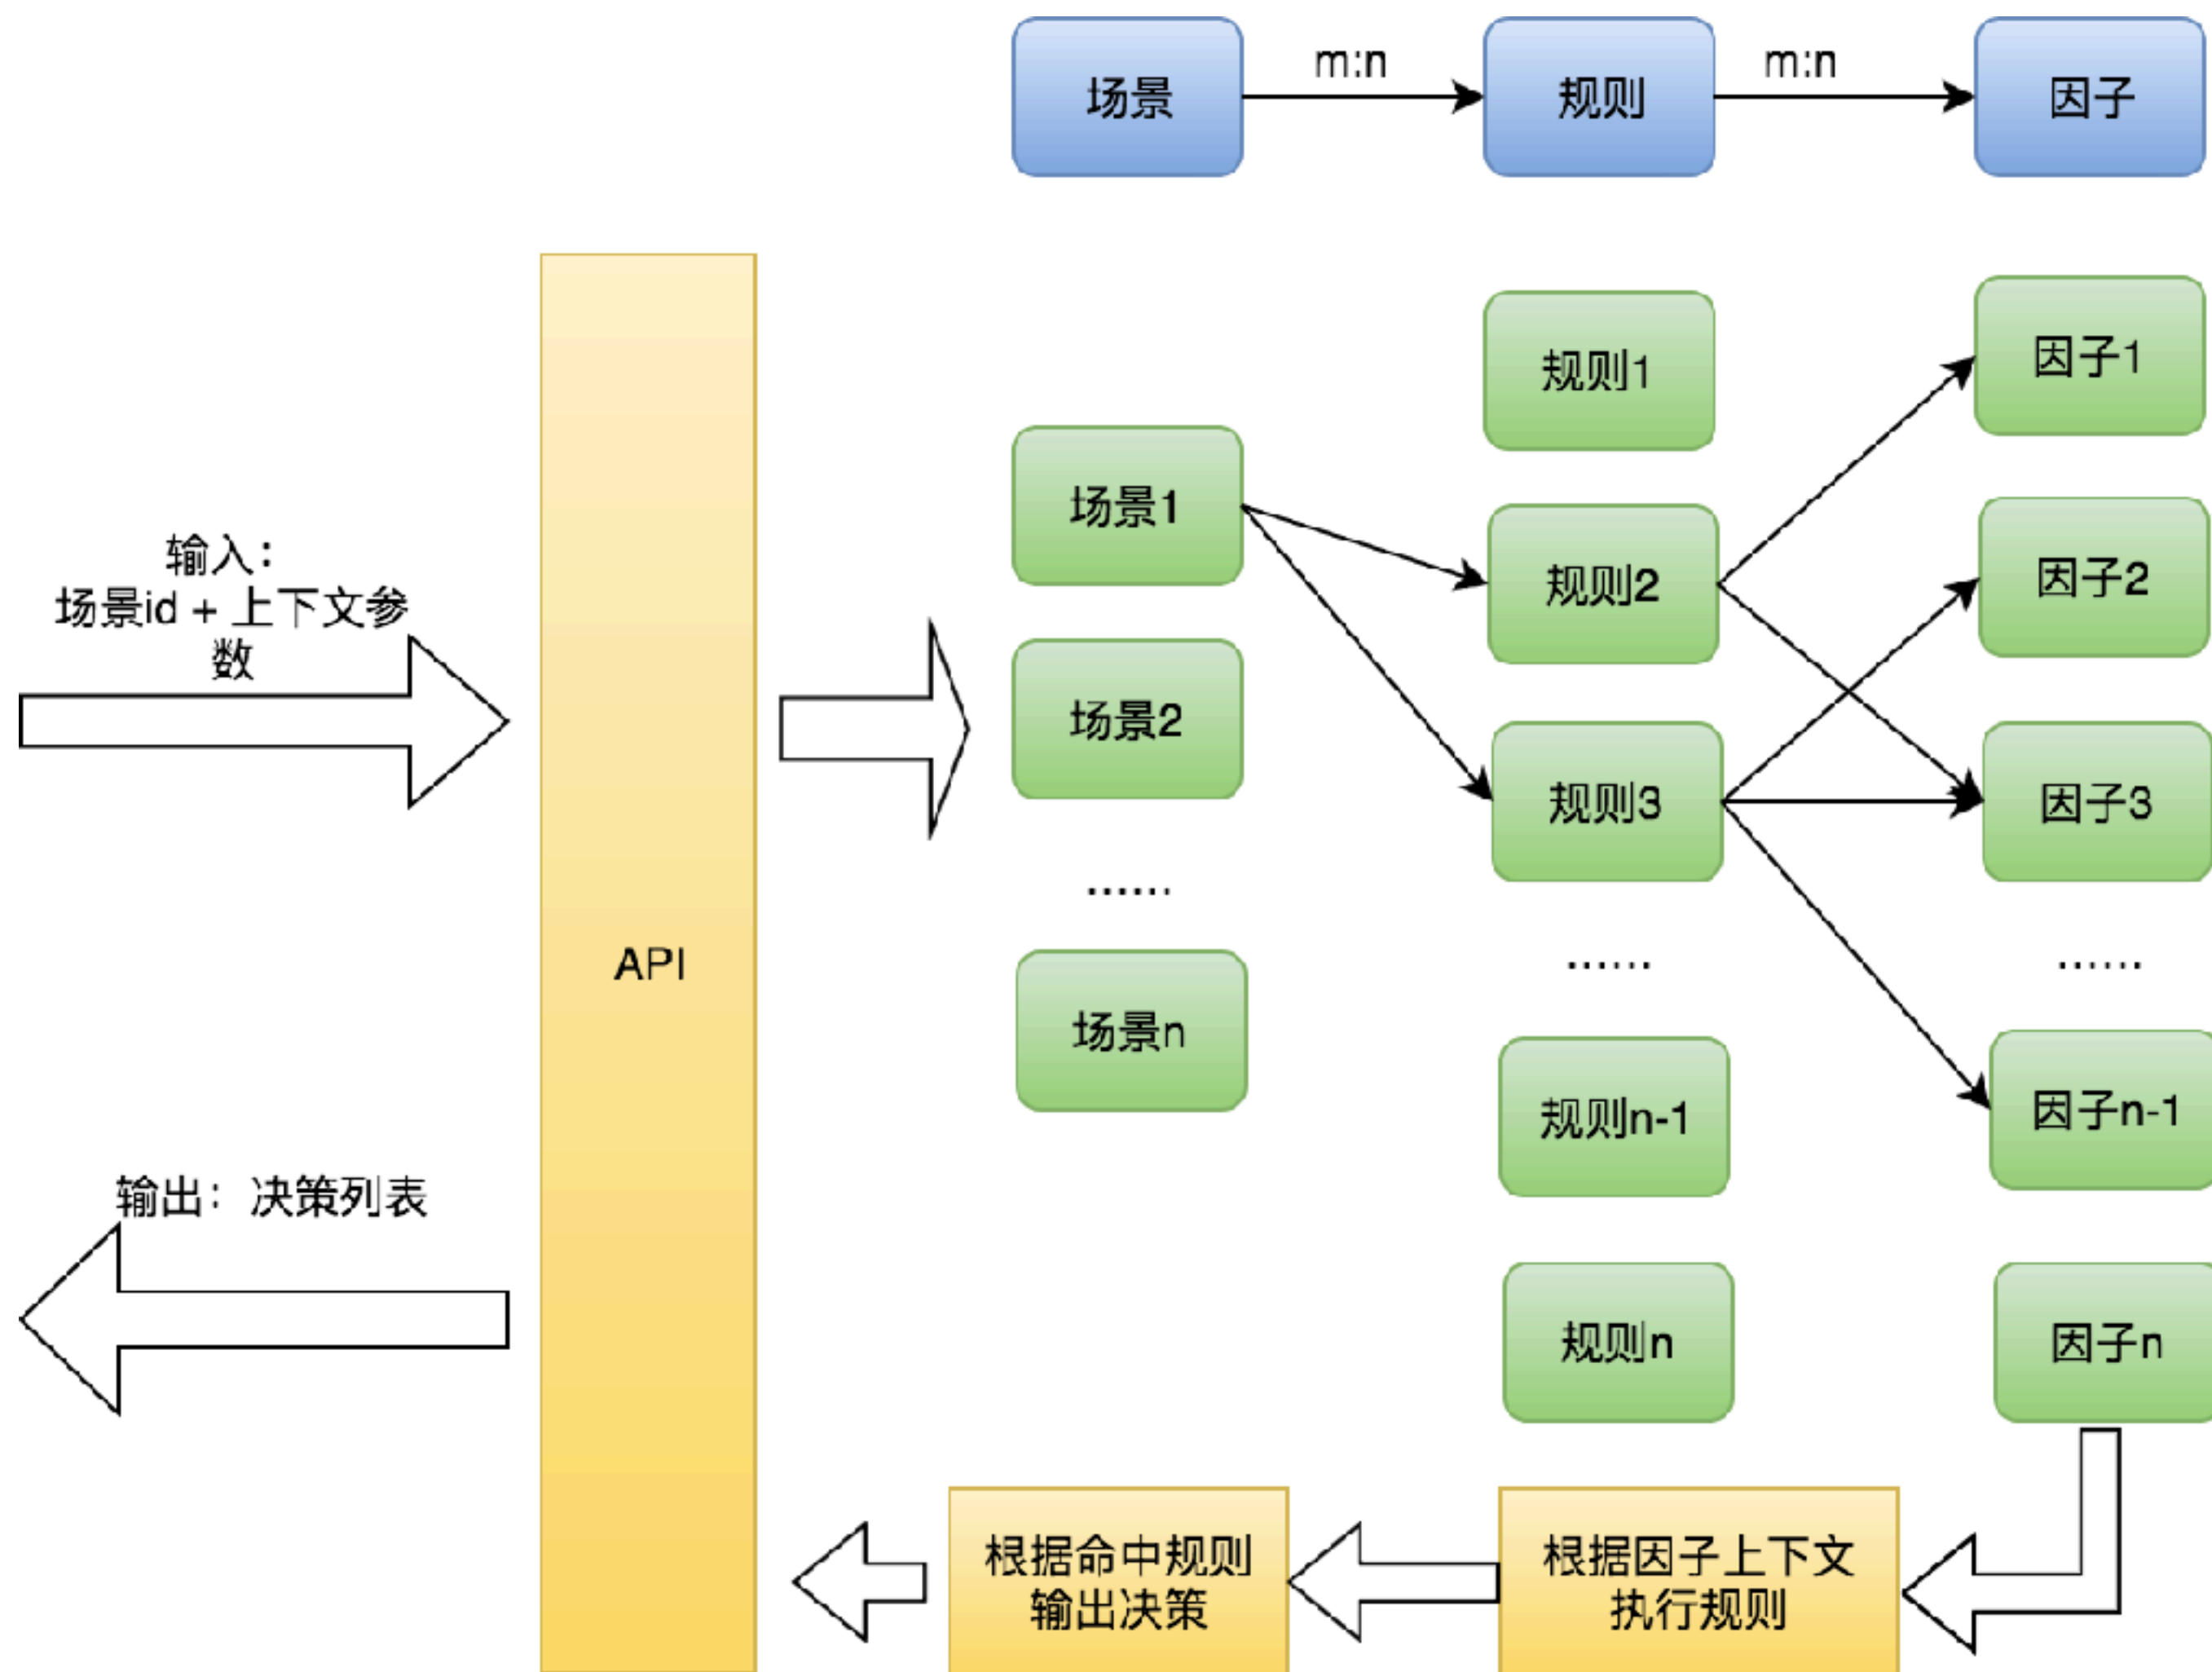 场景
m:n
规则
m:n
因子
输入：
场景id + 上下文参
数
输出：决策列表
API
场景1
场景2
......
场景n
规则1
规则2
规则3
......
规则n-1
规则n
因子1
因子2
因子3
......
因子n-1
因子n
根据命中规则
输出决策
根据因子上下文
执行规则